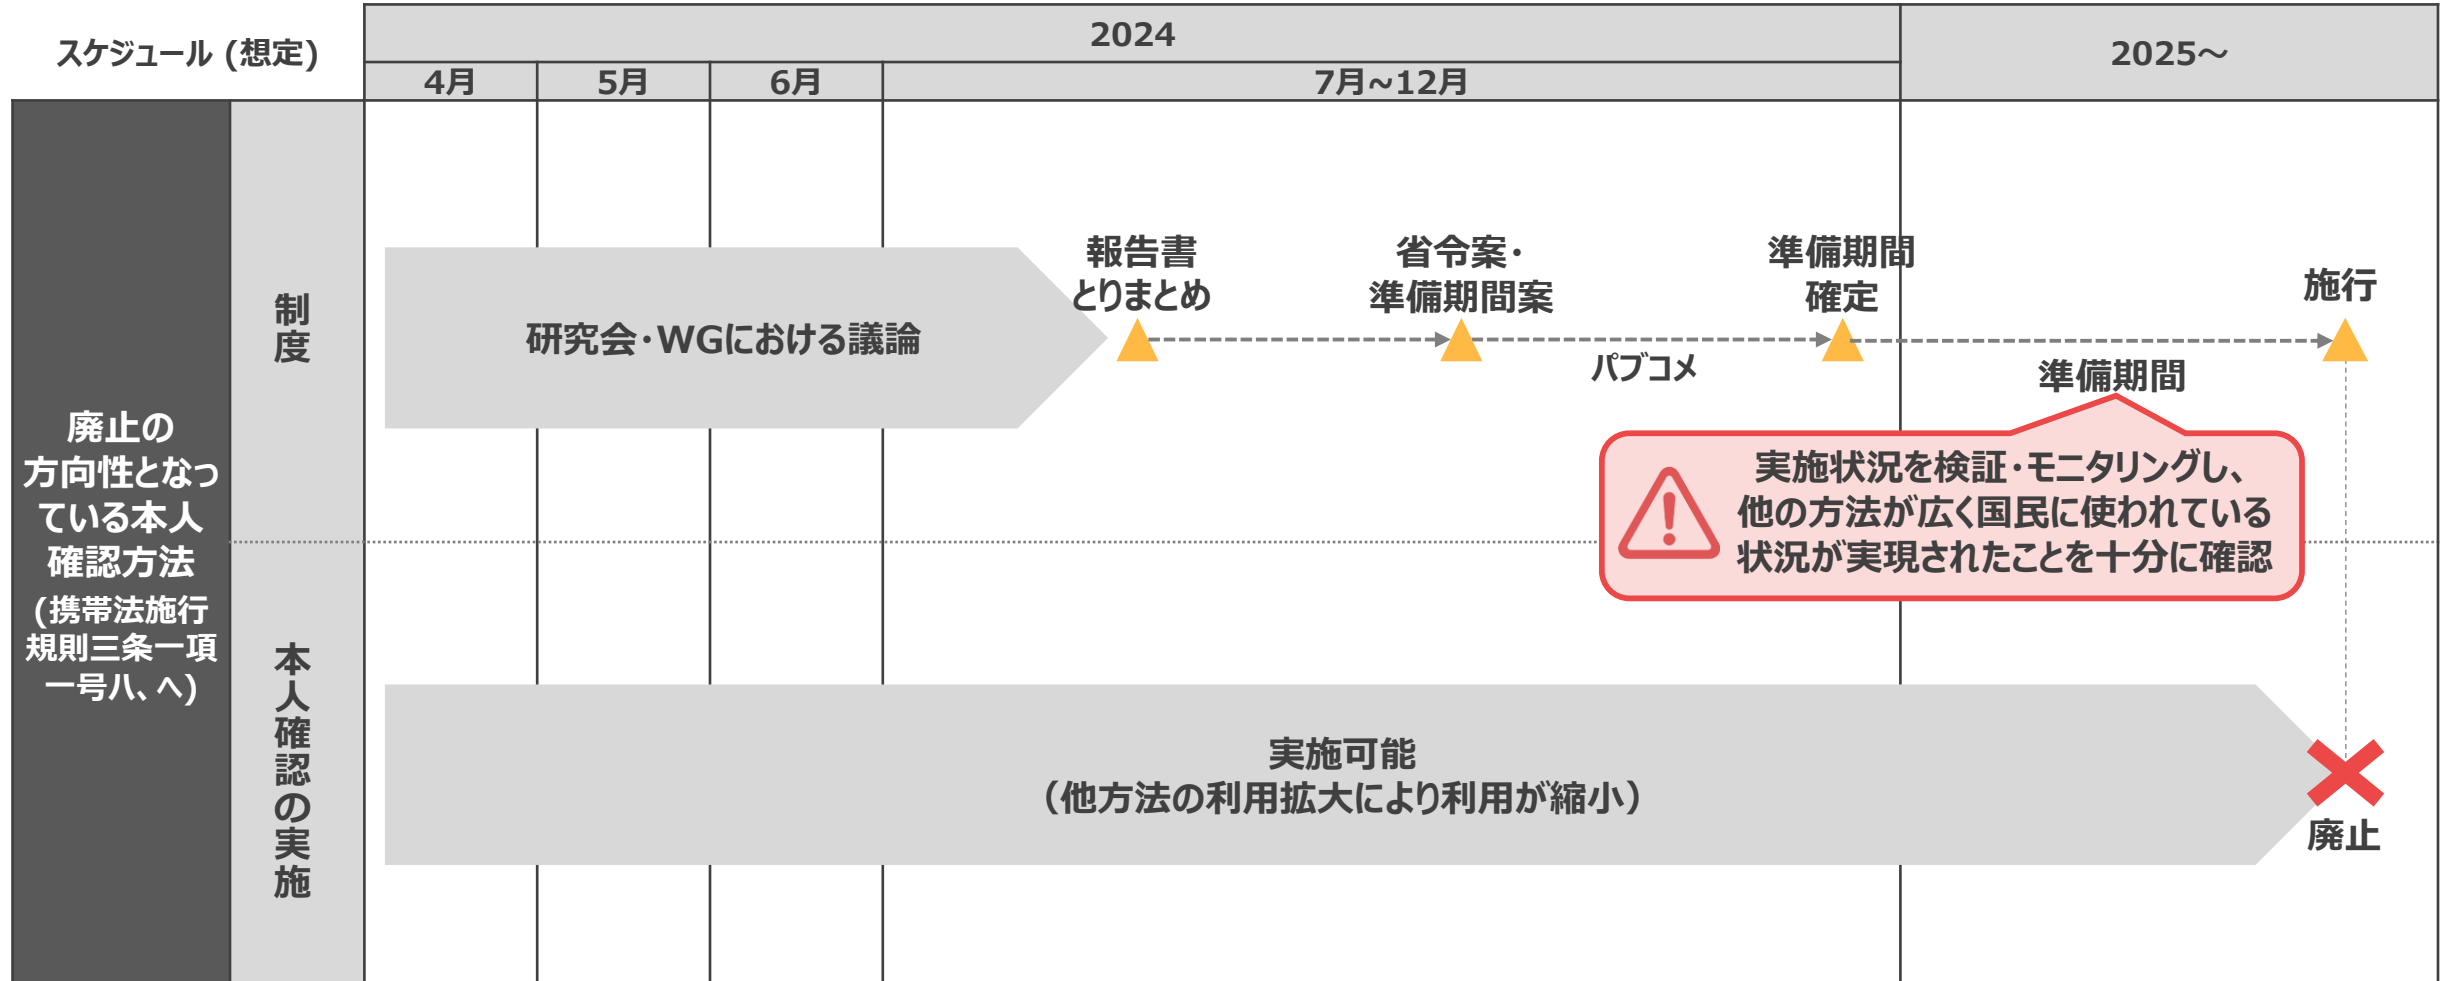 スケジュール (想定)
2024
2025～
4月
5月
6月
7月~12月
廃止の
方向性となっ
ている本人
確認方法
(携帯法施行
規則三条一項
一号ハ、へ)
制度
研究会・WGにおける議論
報告書
とりまとめ
省令案・
準備期間案
パブコメ
準備期間
確定
施行
準備期間
実施状況を検証・モニタリングし、
他の方法が広く国民に使われている
状況が実現されたことを十分に確認
本人確認の実施
実施可能
（他方法の利用拡大により利用が縮小）
廃止